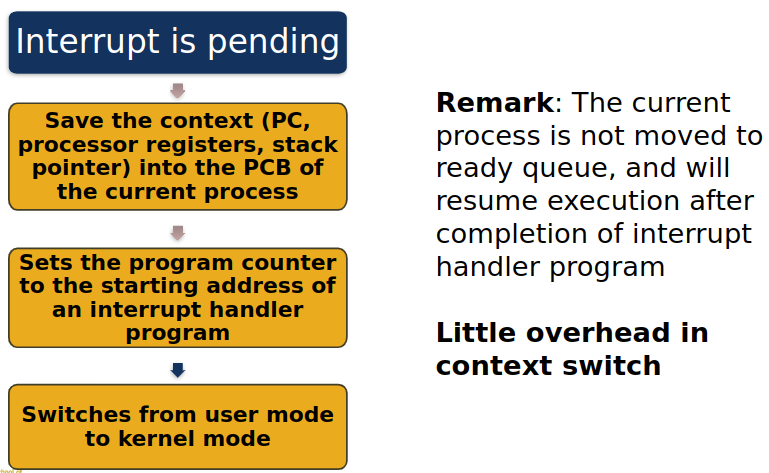 Interrupt is pending
Save the context (PC,
processor registers, stack
pointer) into the PCB of
the current process
Sets the program counter
to the starting address of
an interrupt handler
program
Switches from user mode
to kernel mode
Remark: The current
process is not moved to
ready queue, and will
resume execution after
completion of interrupt
handler program
Little overhead in
context switch